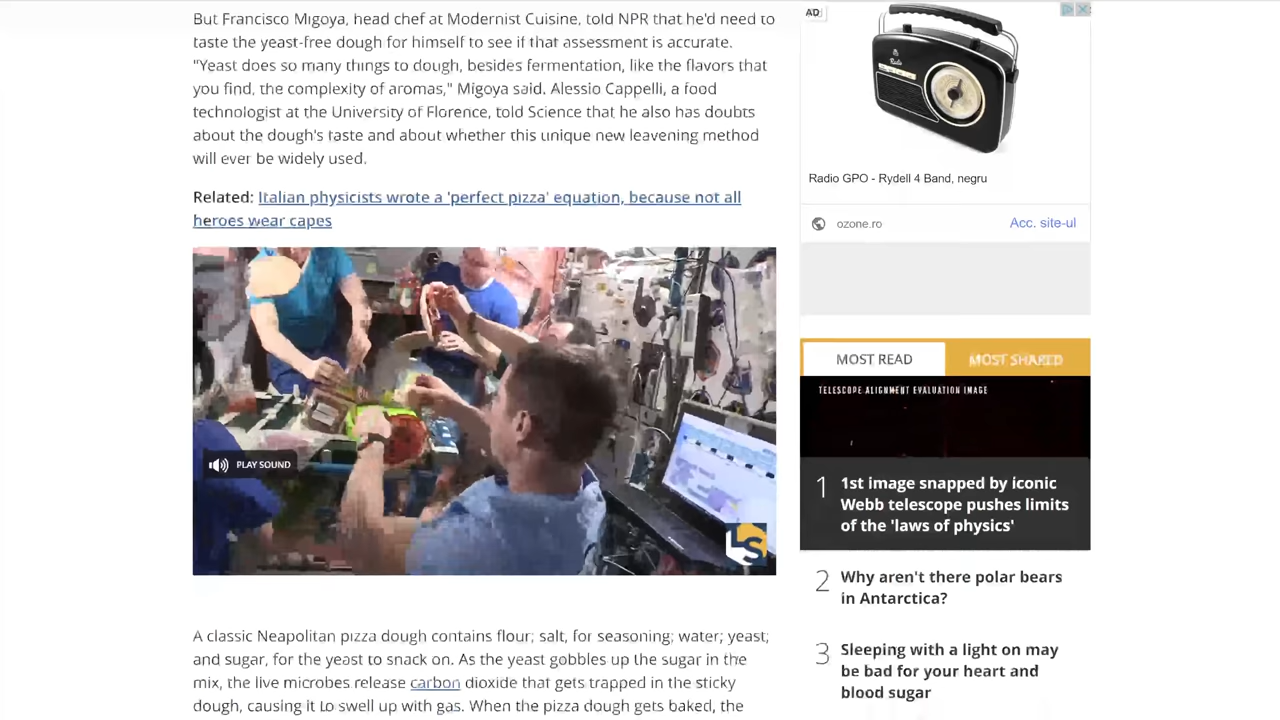 But Francisco Migoya, head chef at Modernist Cuisine, told NPR that he'd need to
taste the yeast-free dough for himself to see if that assessment is accurate.
"Yeast does so many things to dough, besides fermentation, like the flavors that
you find, the complexity of aromas," Migoya said. Alessio Cappelli, a food
technologist at the University of Florence, told Science that he also has doubts
about the dough's taste and about whether this unique new leavening method
will ever be widely used.
Related: Italian physicists wrote a 'perfect pizza' equation, because not all
heroes wear capes
PLAY SOUND
LS
A classic Neapolitan pizza dough contains flour; salt, for seasoning; water; yeast;
and sugar, for the yeast to snack on. As the yeast gobbles up the sugar in the
mix, the live microbes release carbon dioxide that gets trapped in the sticky
dough, causing it to swell up with gas. When the pizza dough gets baked, the
AD
Radio
Radio GPO - Rydell 4 Band, negru
ozone.ro
Acc. site-ul
MOST READ
MOST SHARED
TELESCOPE ALIGNMENT EVALUATION IMAGE
1 1st image snapped by iconic
Webb telescope pushes limits
of the 'laws of physics'
2 Why aren't there polar bears
in Antarctica?
3 Sleeping with a light on may
be bad for your heart and
blood sugar